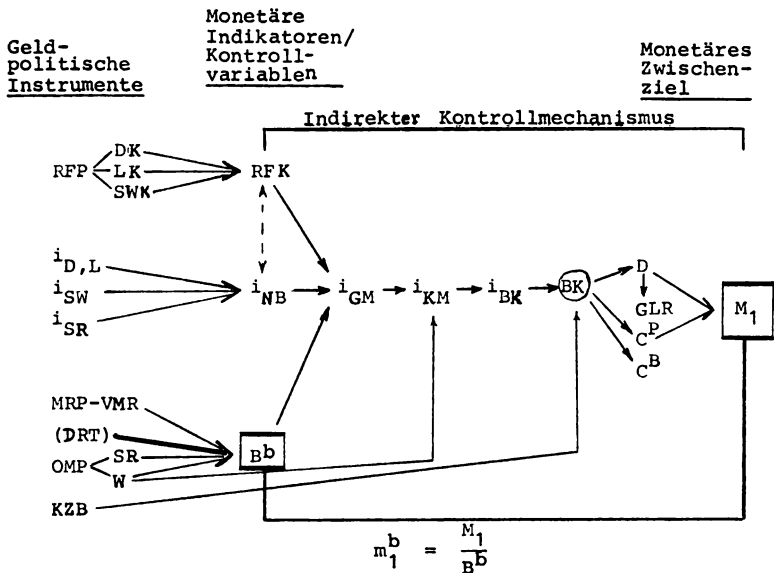 Geld-
politische
Instrumente
Monetäre
Indikatoren/
Kontroll-
variablen
Monetäres
Zwischen-
ziel
Indirekter Kontrollmechanismus
RFP
DK
LK
SWK
RFK
i_D,L
i_SW
i_SR
i_NB
i_GM
i_KM
i_BK
BK
D
GLR
C^P
C^B
M_1
MRP-VMR
(DRT)
OMP
SR
W
KZB
B^b
m_1^b = M_1 / B^b